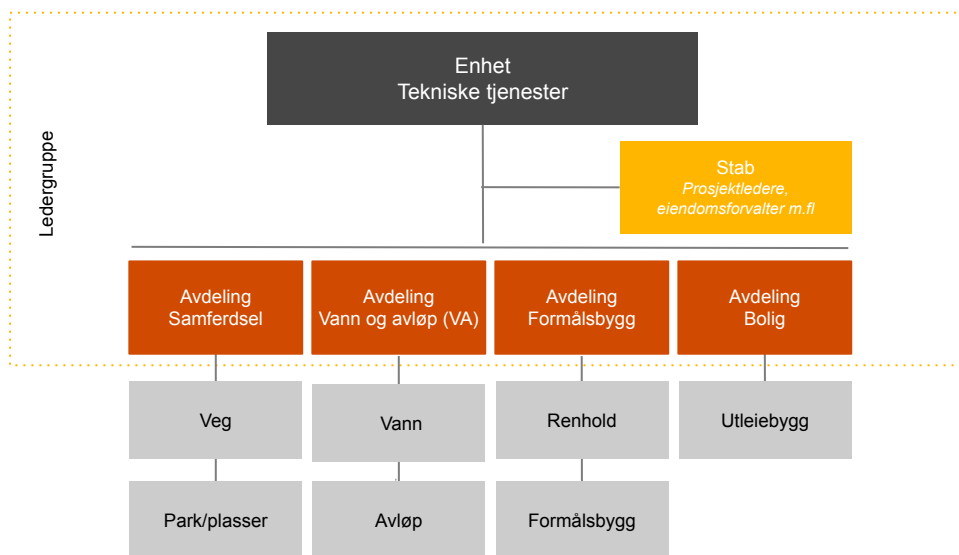 Enhet
Tekniske tjenester
Ledergruppe
Stab
Prosjektledere,
eiendomsforvalter m.fl
Avdeling
Samferdsel
Avdeling
Vann og avløp (VA)
Avdeling
Formålsbygg
Avdeling
Bolig
Veg
Vann
Renhold
Utleiebygg
Park/plasser
Avløp
Formålsbygg